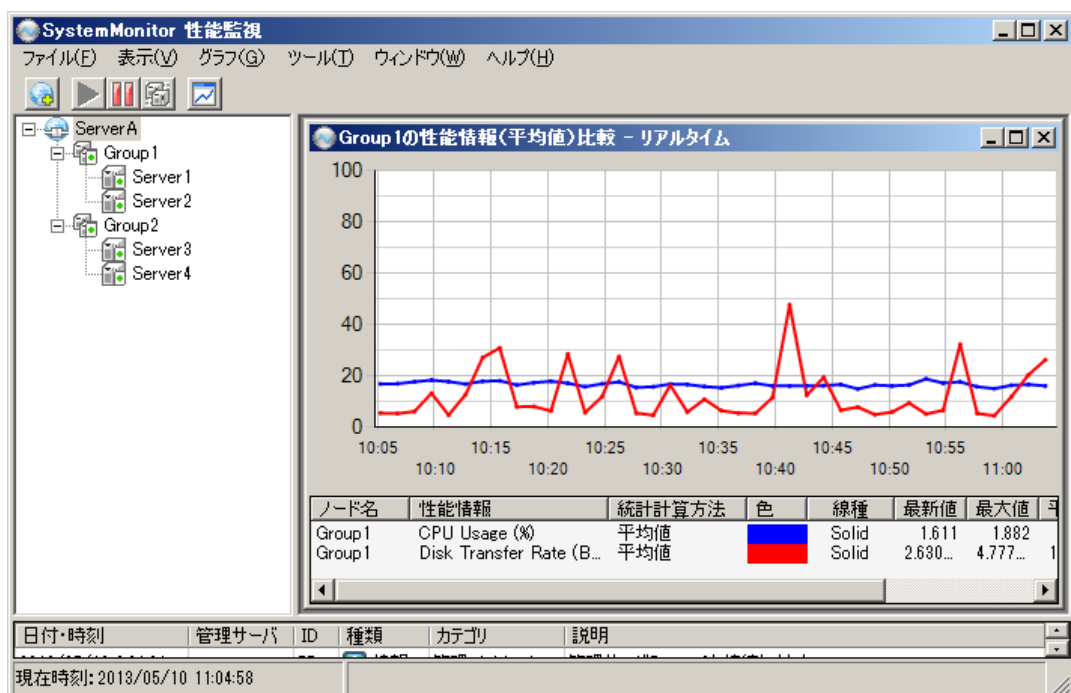 SystemMonitor 性能監視
ファイル(F) 表示(V) グラフ(G) ツール(T) ウィンドウ(W) ヘルプ(H)
ServerA
Group1
Server1
Server2
Group2
Server3
Server4
Group1の性能情報(平均値)比較 - リアルタイム
100
80
60
40
20
0
10:05 10:15 10:25 10:35 10:45 10:55
10:10 10:20 10:30 10:40 10:50 11:00
ノード名 性能情報 統計計算方法 色 線種 最新値 最大値
Group1 CPU Usage (%) 平均値 Solid 1.611 1.882
Group1 Disk Transfer Rate (B... 平均値 Solid 2.630... 4.777... 1
日付・時刻 管理サーバ ID 種類 カテゴリ 説明
現在時刻: 2013/05/10 11:04:58